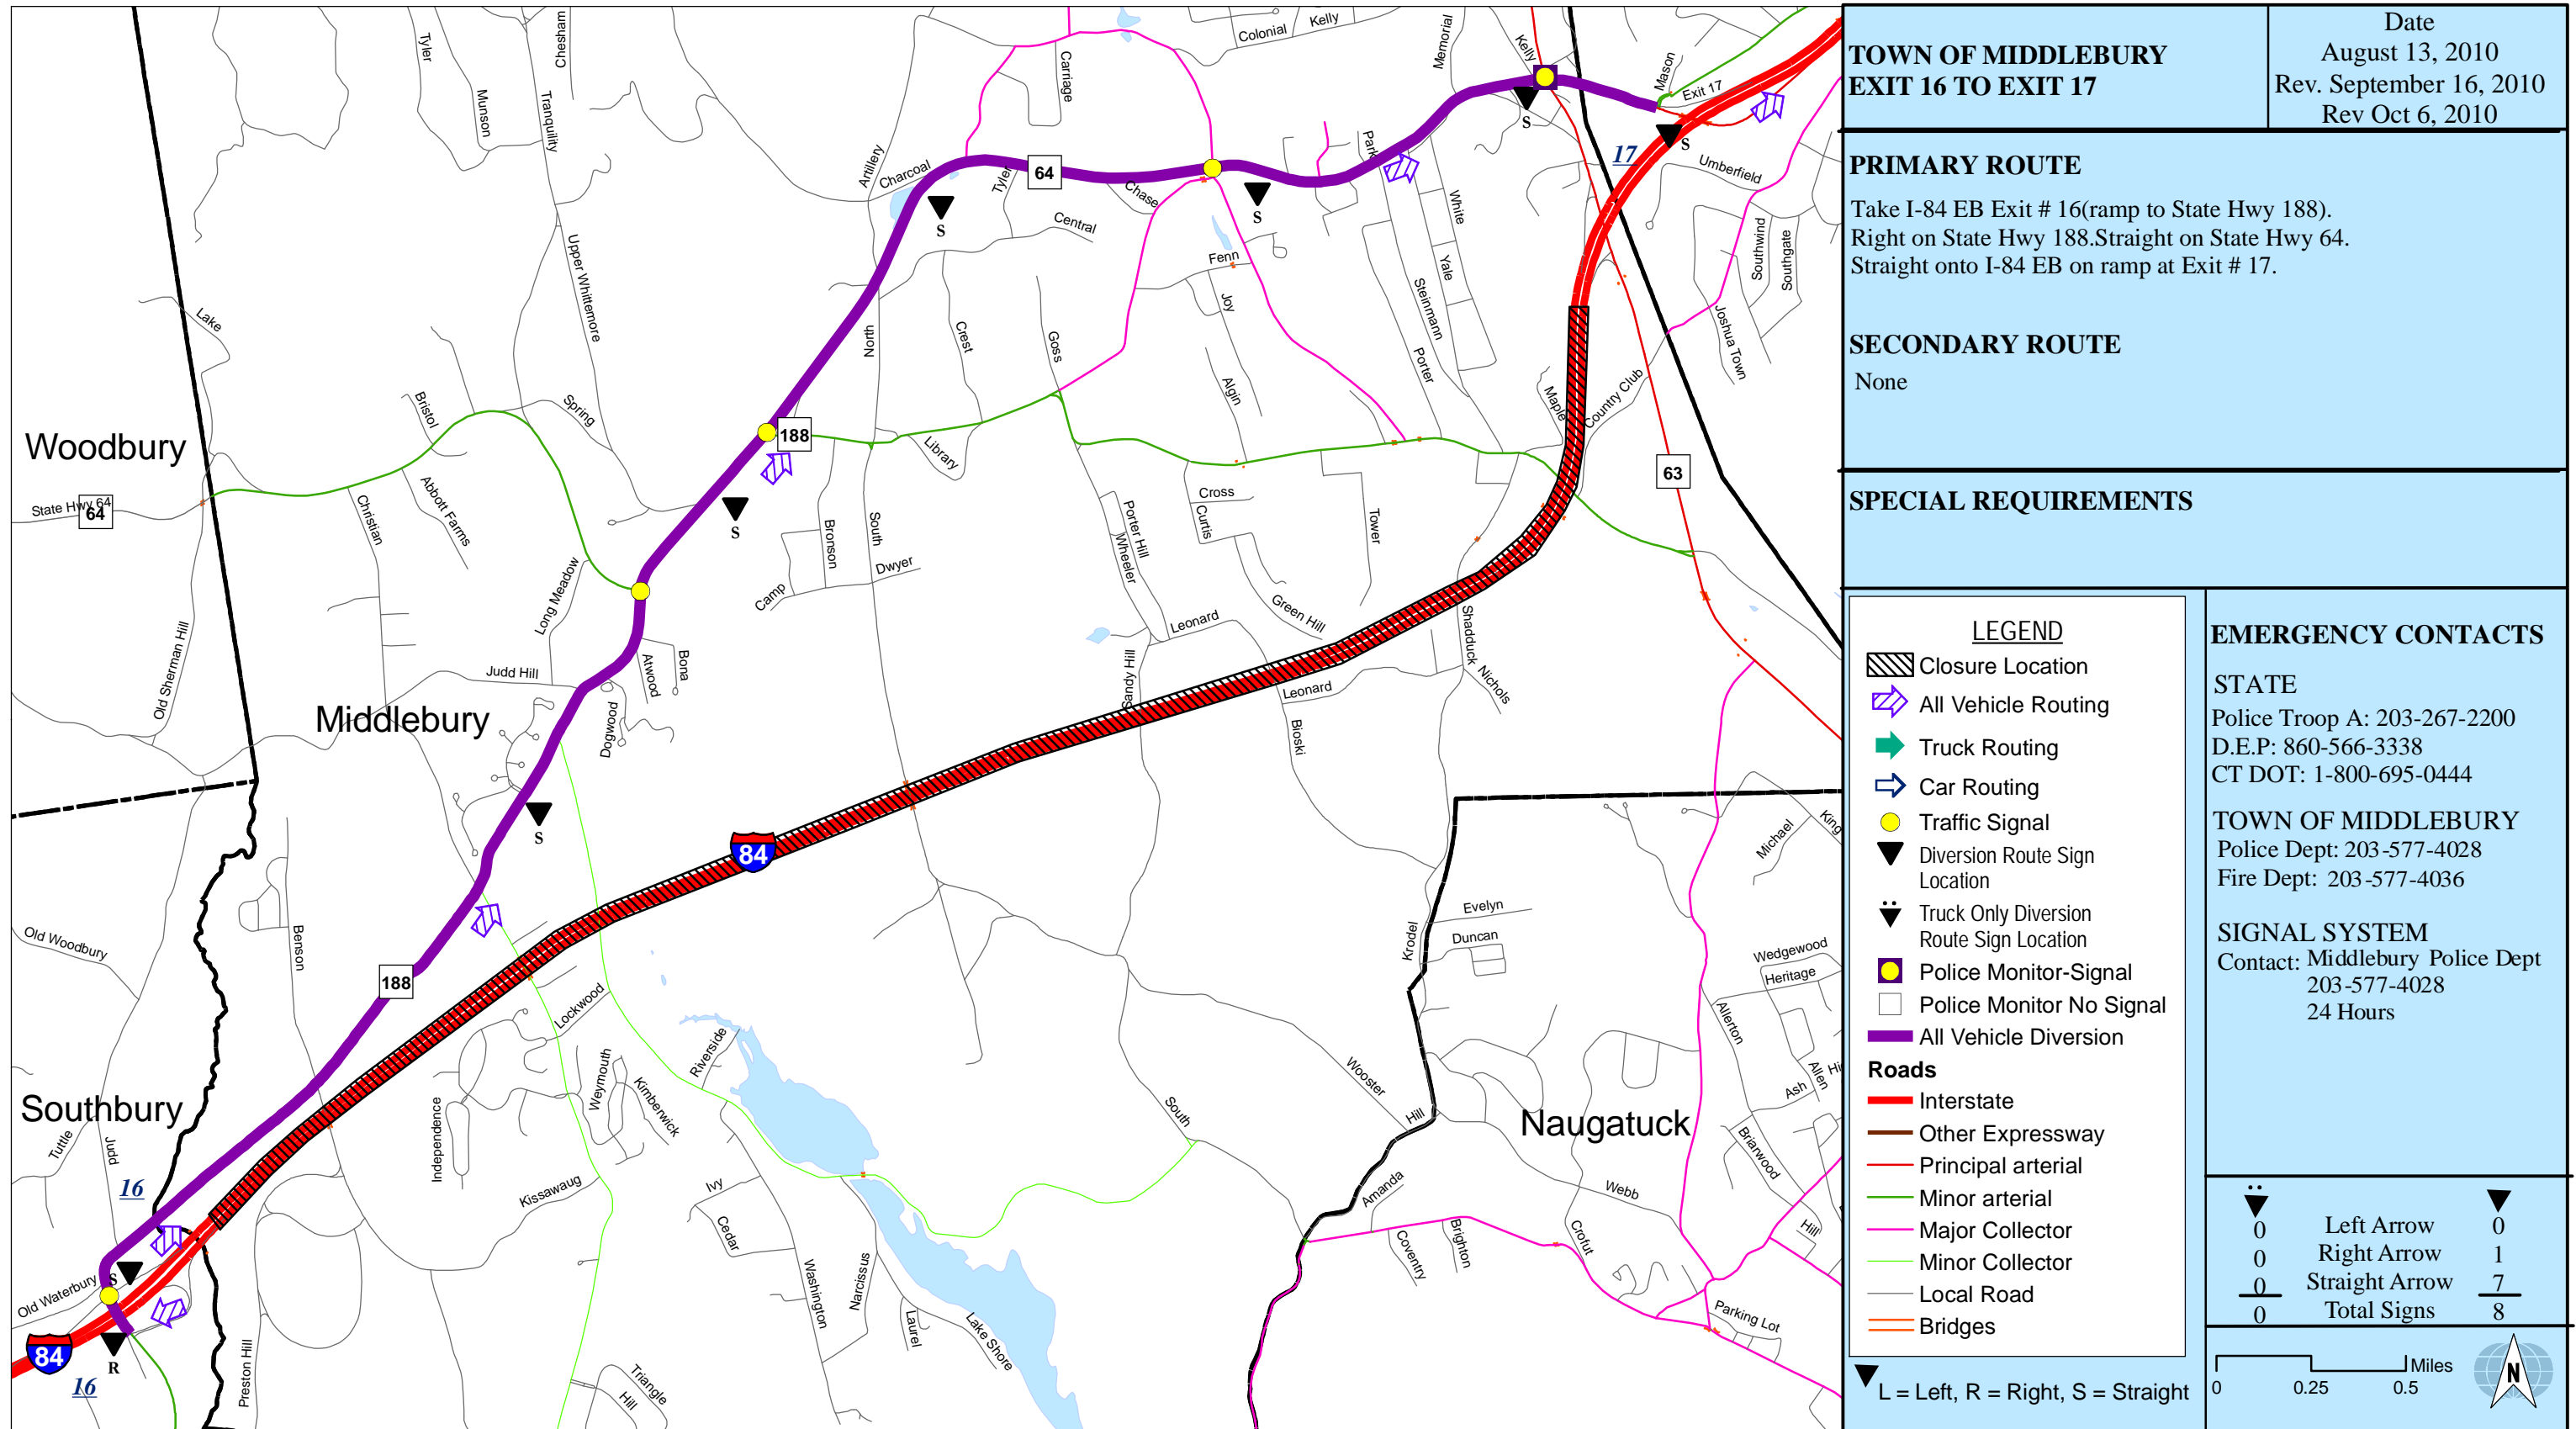 TOWN OF MIDDLEBURY
EXIT 16 TO EXIT 17
Date
August 13, 2010
Rev. September 16, 2010
Rev Oct 6, 2010
PRIMARY ROUTE
Take I-84 EB Exit # 16(ramp to State Hwy 188).
Right on State Hwy 188.Straight on State Hwy 64.
Straight onto I-84 EB on ramp at Exit # 17.
SECONDARY ROUTE
None
SPECIAL REQUIREMENTS
LEGEND
Closure Location
All Vehicle Routing
Truck Routing
Car Routing
Traffic Signal
Diversion Route Sign
Location
Truck Only Diversion
Route Sign Location
Police Monitor-Signal
Police Monitor No Signal
All Vehicle Diversion
Roads
Interstate
Other Expressway
Principal arterial
Minor arterial
Major Collector
Minor Collector
Local Road
Bridges
L = Left, R = Right, S = Straight
EMERGENCY CONTACTS
STATE
Police Troop A: 203-267-2200
D.E.P: 860-566-3338
CT DOT: 1-800-695-0444
TOWN OF MIDDLEBURY
Police Dept: 203-577-4028
Fire Dept: 203-577-4036
SIGNAL SYSTEM
Contact: Middlebury Police Dept
203-577-4028
24 Hours
0 Left Arrow 0
0 Right Arrow 1
0 Straight Arrow 7
0 Total Signs 8
Miles
0 0.25 0.5
N
Tyler
Munson
Tranquility
Chesham
Carriage
Colonial
Kelly
Memorial
Kelly
Mason
Exit 17
Artillery
Charcoal
Tyler
64
Chase
Central
Park
White
Yale
Steinmann
Porter
17
S
S
S
S
Umberfield
Southwind
Southgate
Joshua Town
Lake
Upper Whittemore
North
Crest
Goss
Fenn
Joy
Algin
Maple
Country Club
63
Woodbury
State Hwy 64
64
Bristol
Spring
Abbott Farms
Christian
188
S
Library
Bronson
South
Dwyer
Camp
Porter Hill
Wheeler
Cross
Curtis
Tower
Green Hill
Leonard
Leonard
Shadduck
Nichols
Sandy Hill
Bioski
Long Meadow
Judd Hill
Atwood
Bona
Dogwood
Old Sherman Hill
Middlebury
S
84
188
Benson
Old Woodbury
Lockwood
Riverside
Weymouth
Kimberwick
Independence
Kissawaug
Ivy
Cedar
Washington
Narcissus
Laurel
Lake Shore
South
Wooster
Hill
Krodel
Evelyn
Duncan
Michael
King
Wedgewood
Heritage
Allerton
Allen
Ash
Hi
Briarwood
Hill
Naugatuck
Webb
Crofut
Amanda
Coventry
Brighton
Parking Lot
Southbury
Tuttle
Judd
16
Old Waterbury
S
R
84
16
Preston Hill
Triangle
Hill